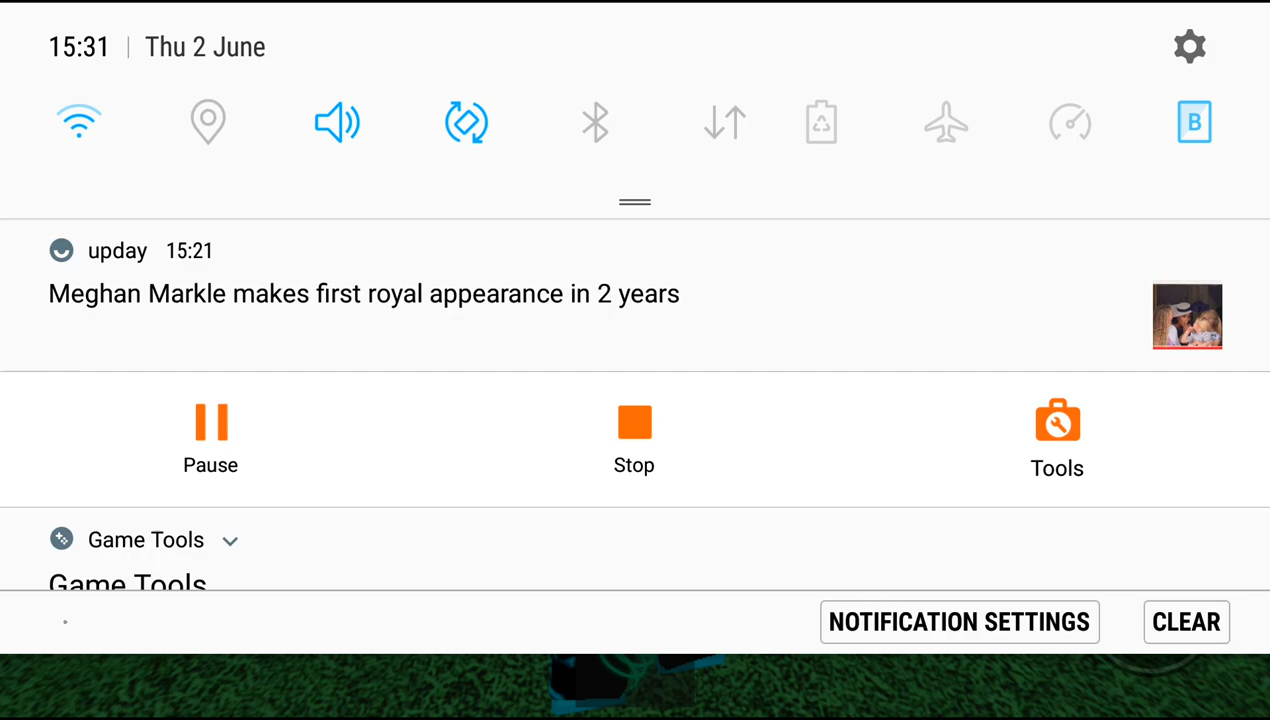 15:31 | Thu 2 June
B
upday 15:21
Meghan Markle makes first royal appearance in 2 years
Pause
Stop
Tools
Game Tools
Game Tools
NOTIFICATION SETTINGS
CLEAR